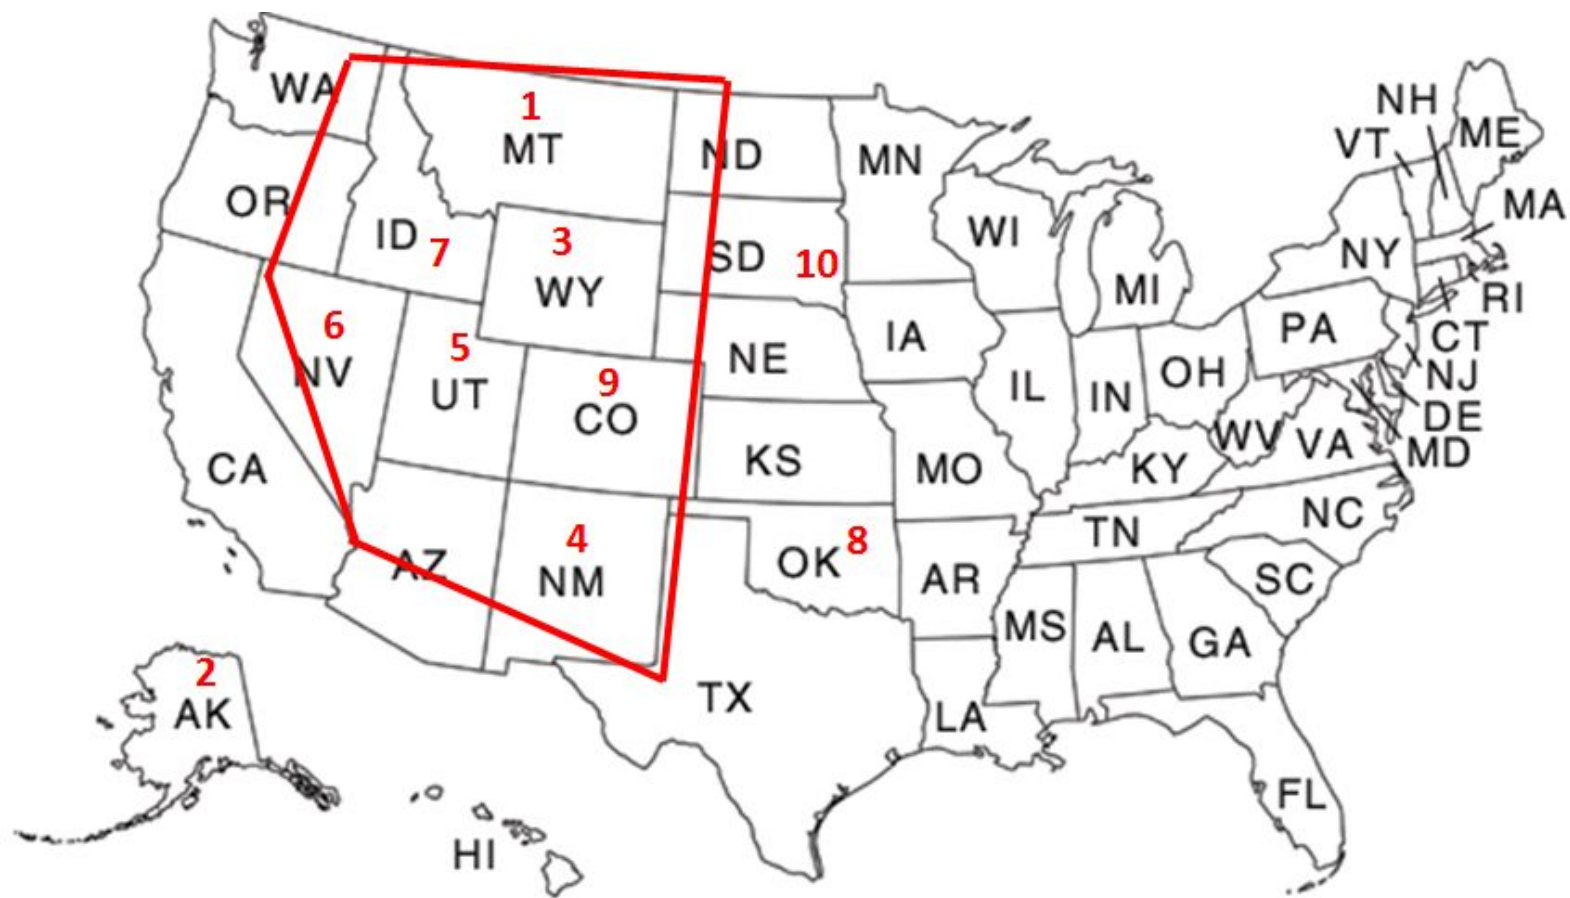 WA
1
MT
ND
MN
NH
VT
ME
MA
OR
ID
7
3
WY
SD
10
WI
MI
NY
RI
CT
PA
NJ
6
NV
5
UT
9
CO
NE
IA
IL
IN
OH
DE
MD
WV
VA
CA
KS
MO
KY
NC
TN
AZ
4
NM
OK
8
AR
SC
MS
AL
GA
2
AK
TX
LA
FL
HI